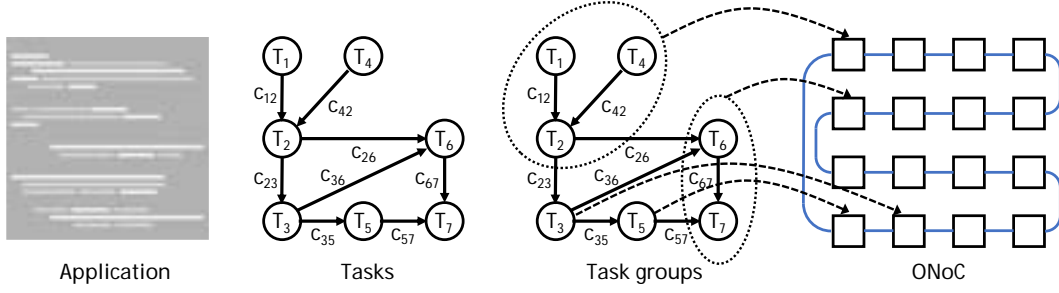 T1 T4 T1 T4
C12 C42 C12 C42
T2 T6 T2 T6
C26 C26
C23 C36 C67 C23 C36 C67
T3 T5 T7 T3 T5 T7
C35 C57 C35 C57
Application Tasks Task groups ONoC